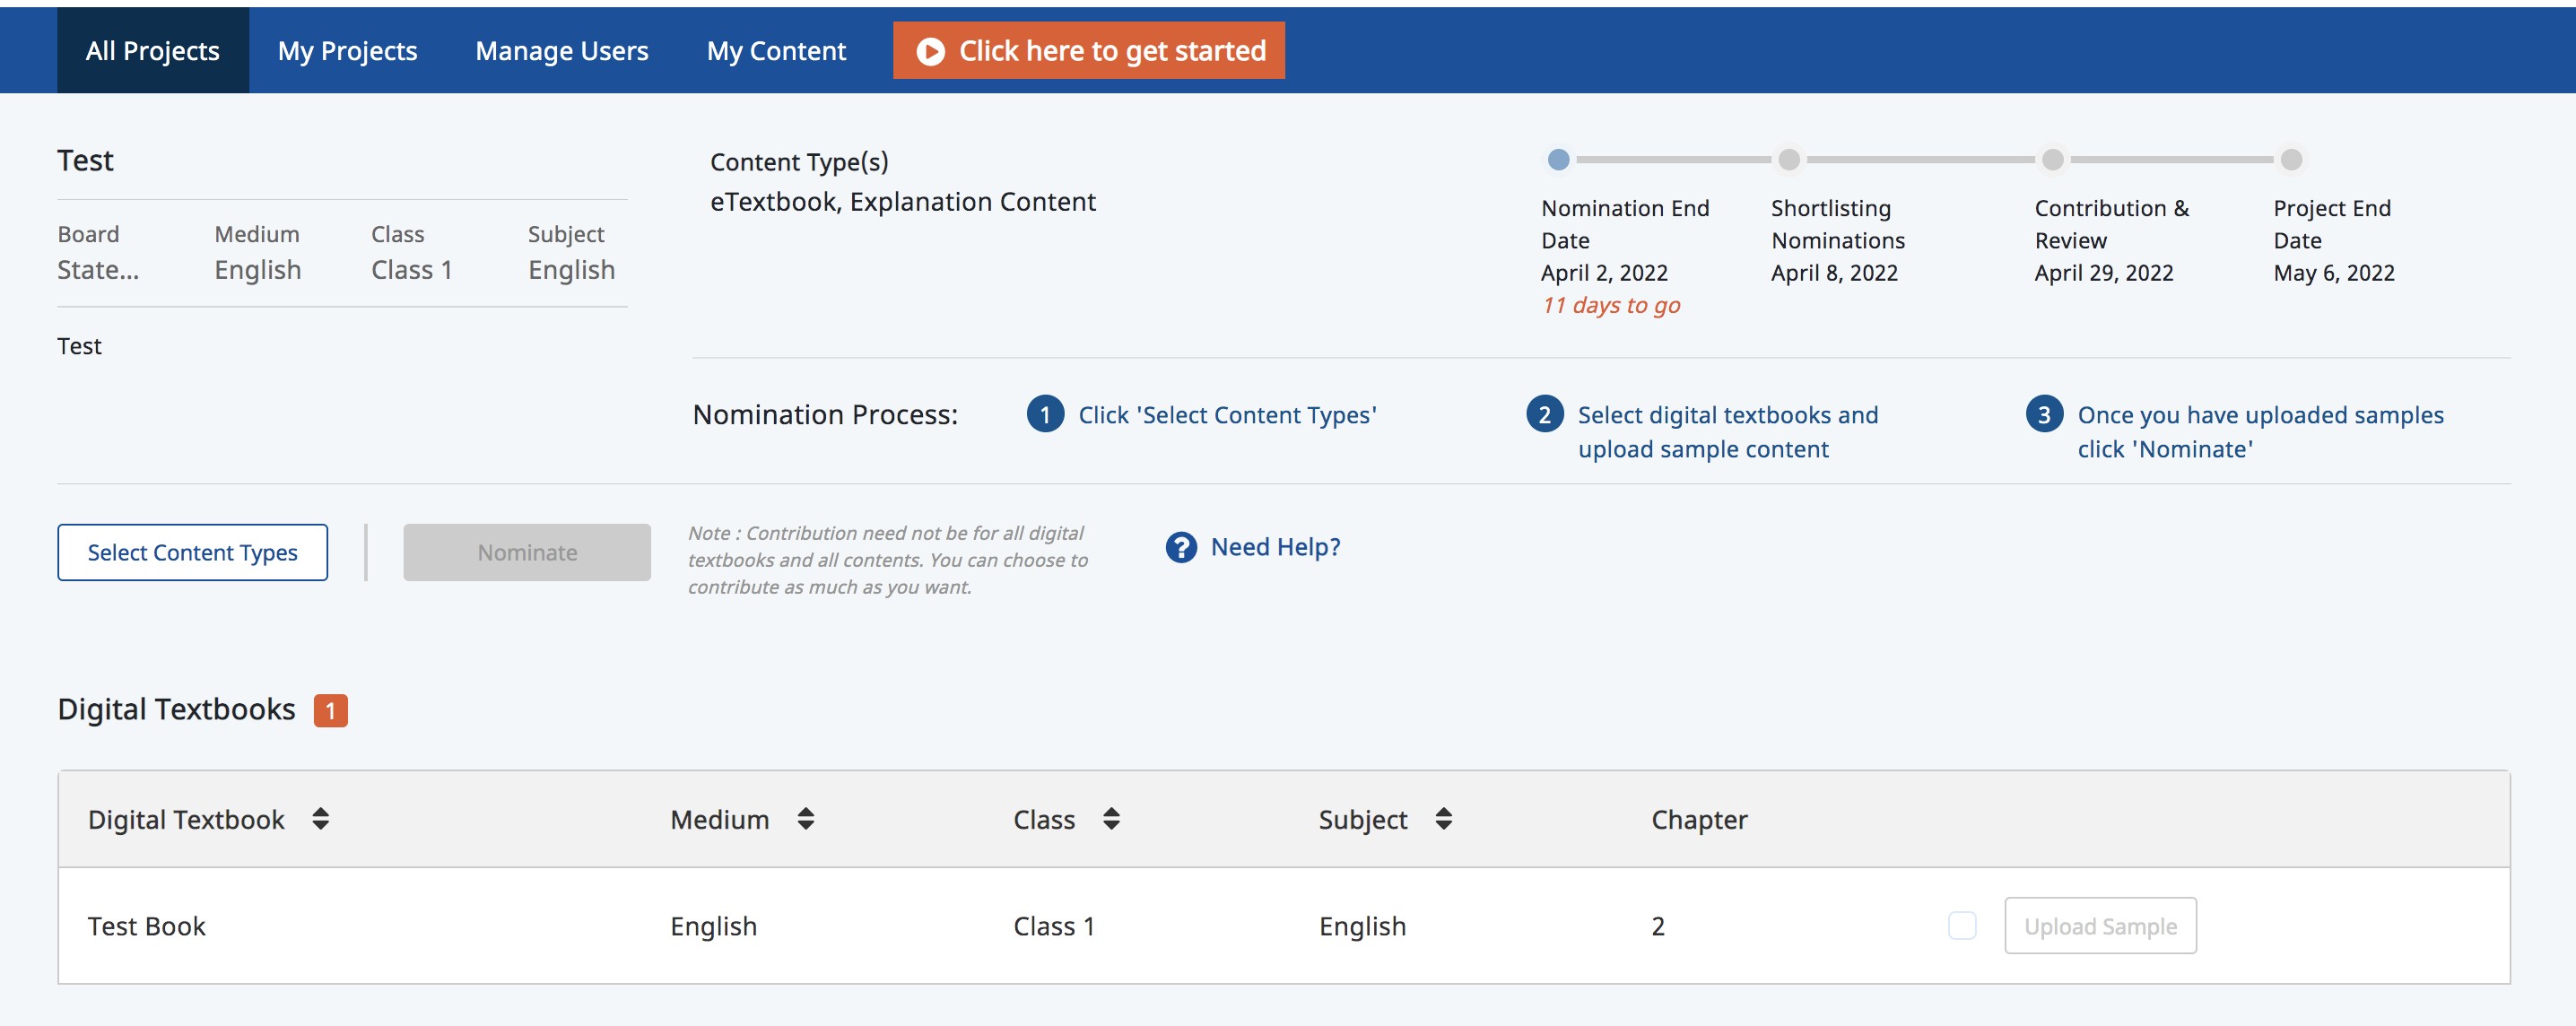 All Projects
My Projects
Manage Users
My Content
Click here to get started
Test
Board
Medium
Class
Subject
State...
English
Class 1
English
Test
Content Type(s)
eTextbook, Explanation Content
Nomination End
Date
April 2, 2022
11 days to go
Shortlisting
Nominations
April 8, 2022
Contribution &
Review
April 29, 2022
Project End
Date
May 6, 2022
Nomination Process:
1
Click 'Select Content Types'
2
Select digital textbooks and
upload sample content
3
Once you have uploaded samples
click 'Nominate'
Select Content Types
Nominate
Note : Contribution need not be for all digital
textbooks and all contents. You can choose to
contribute as much as you want.
? Need Help?
Digital Textbooks 1
Digital Textbook
Medium
Class
Subject
Chapter
Test Book
English
Class 1
English
2
Upload Sample